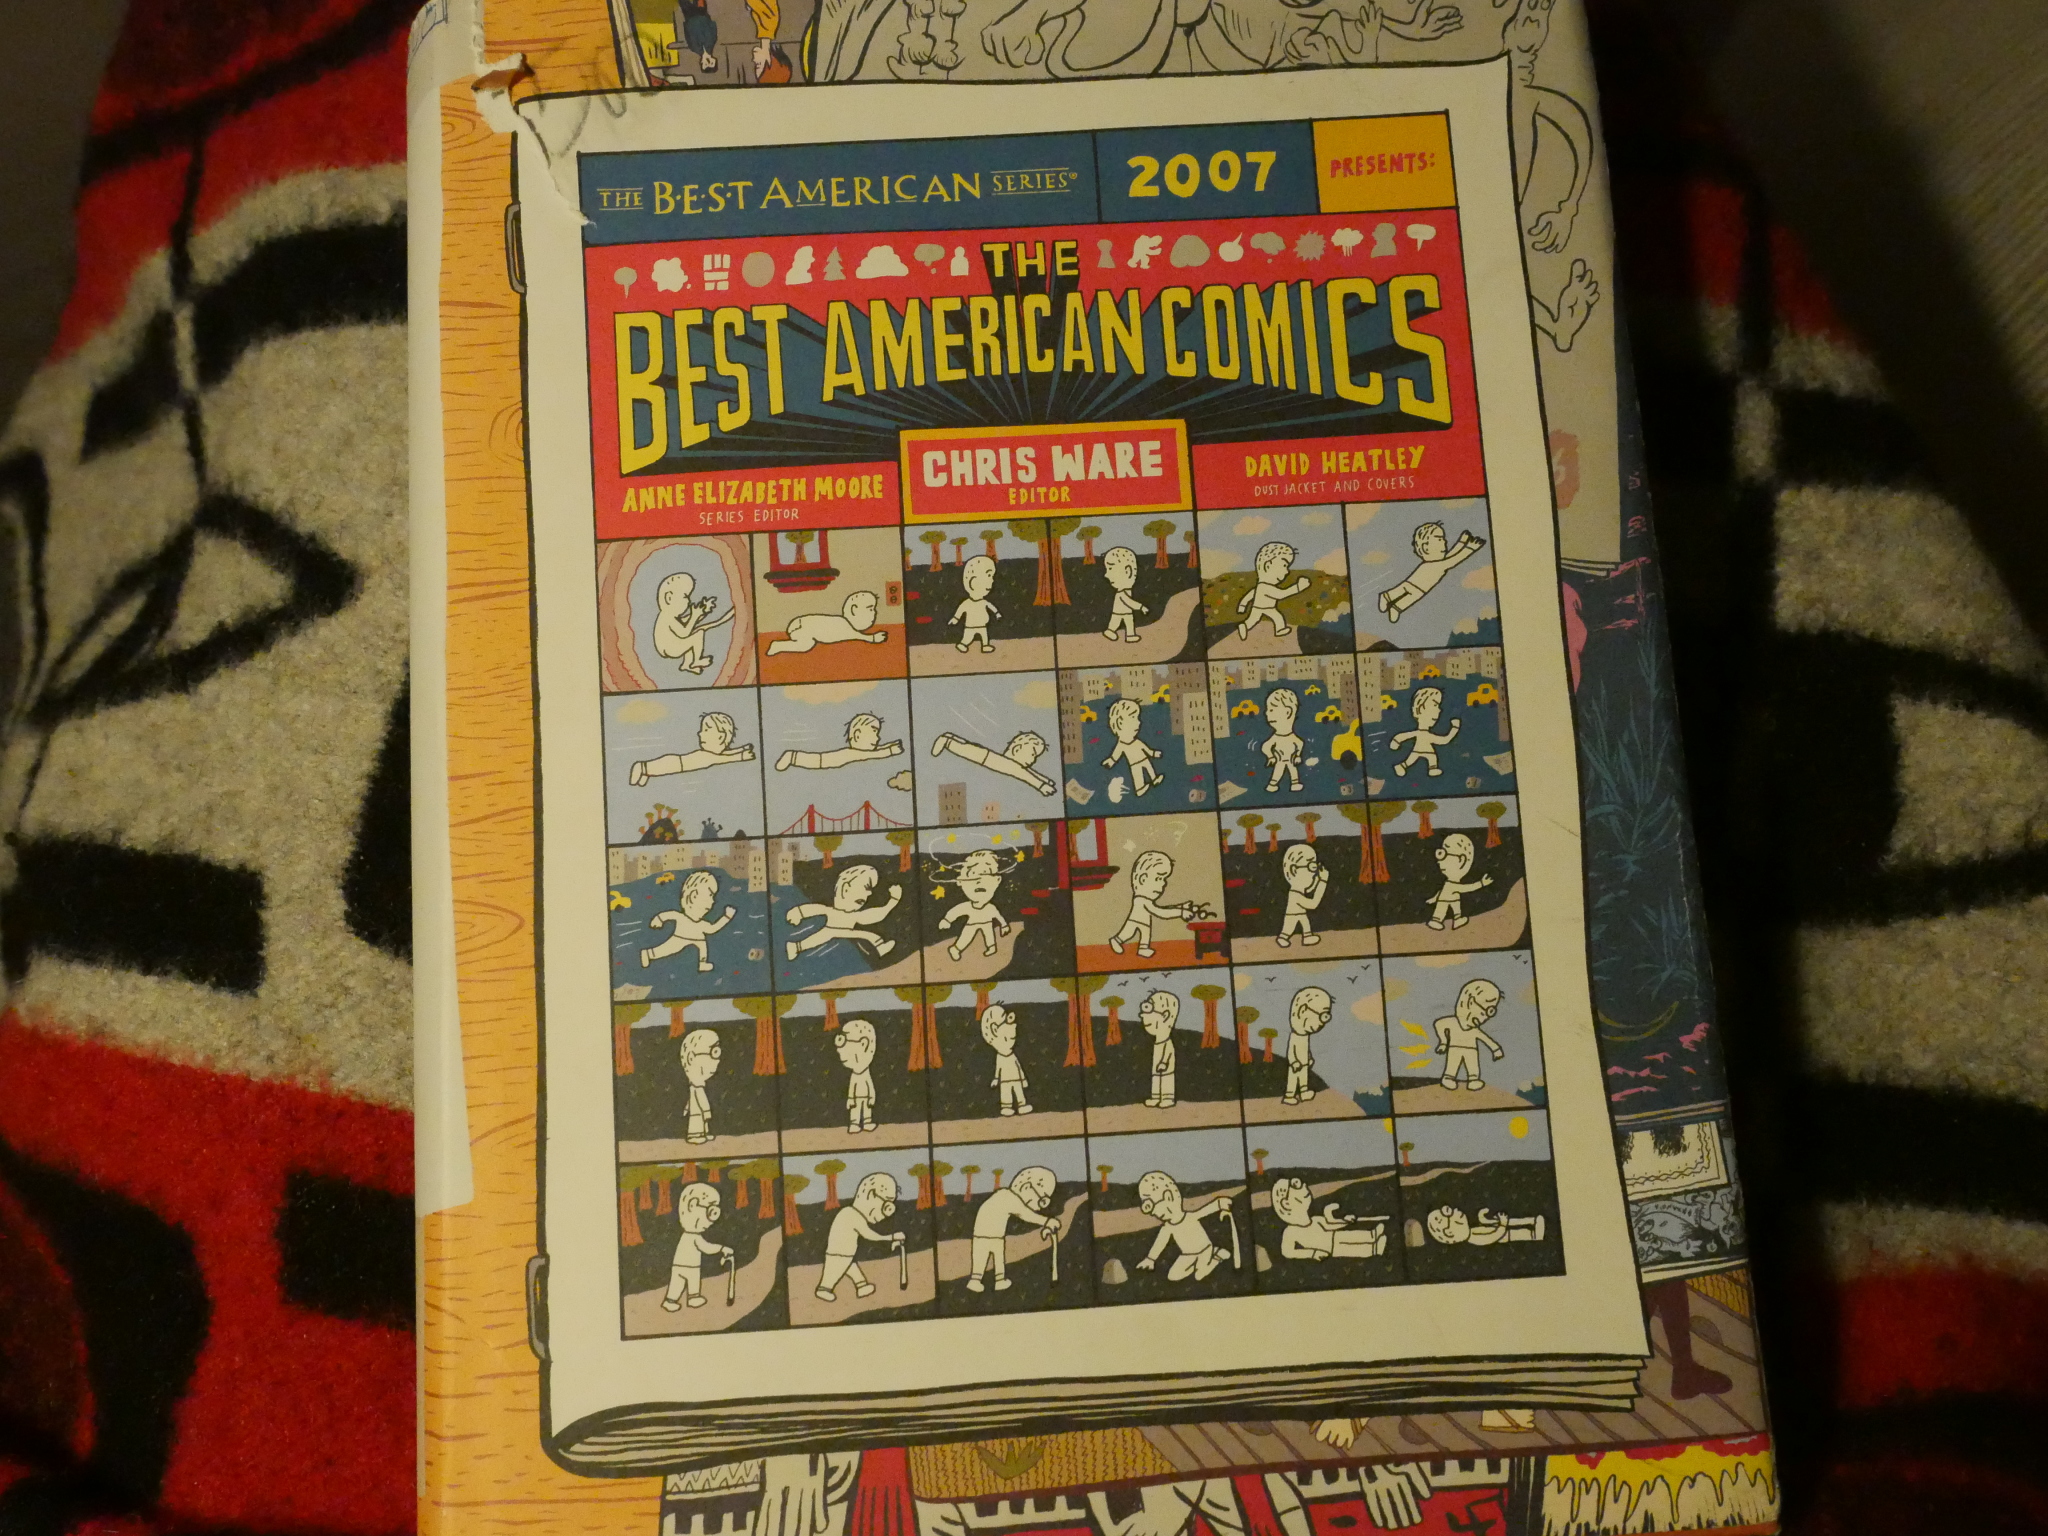 THE B·E·S·T AMERICAN SERIES®
2007
PRESENTS:
THE
BEST AMERICAN COMICS
ANNE ELIZABETH MOORE
SERIES EDITOR
CHRIS WARE
EDITOR
DAVID HEATLEY
DUST JACKET AND COVERS